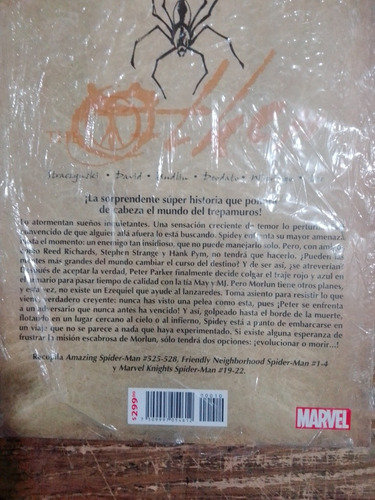 Straczynski • David • Hudlin • Deodato • Wieringo •
¡La sorprendente súper historia que pon
de cabeza el mundo del trepamuros!
Lo atormentan sueños inquietantes. Una sensación creciente de temor lo perturba
convencido de que alguien allá afuera lo está buscando. Spidey enfrenta su mayor amenaza
hasta el momento: un enemigo tan insidioso, que no puede manejarlo solo. Pero, con amigos
como Reed Richards, Stephen Strange y Hank Pym, no tendrá que hacerlo. ¿Pueden las
mentes más grandes del mundo cambiar el curso del destino? Y de ser así, ¿se atreverían?
Después de aceptar la verdad, Peter Parker finalmente decide colgar el traje rojo y azul en
el armario para pasar tiempo de calidad con la tía May y MJ. Pero Morlun tiene otros planes,
y esta vez, no existe un Ezequiel que ayude al lanzarredes. Toma asiento para resistir lo que
viene, verdadero creyente: nunca has visto una pelea como esta, pues ¡Peter se enfrenta
a un adversario que nunca antes ha vencido! Y así, golpeado hasta el borde de la muerte,
flotando en un lugar cercano al cielo o al infierno, Spidey está a punto de embarcarse en
un viaje que no se parece a nada que haya experimentado. Si existe alguna esperanza de
frustrar la misión escabrosa de Morlun, sólo tendrá dos opciones: ¡evolucionar o morir...!
Recopila Amazing Spider-Man #525-528, Friendly Neighborhood Spider-Man #1-4
y Marvel Knights Spider-Man #19-22.
$299.00
MARVEL